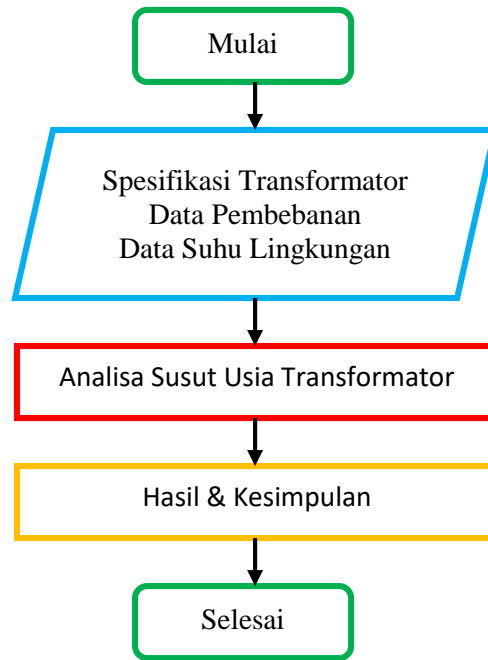 Mulai
Spesifikasi Transformator
Data Pembebanan
Data Suhu Lingkungan
Analisa Susut Usia Transformator
Hasil & Kesimpulan
Selesai